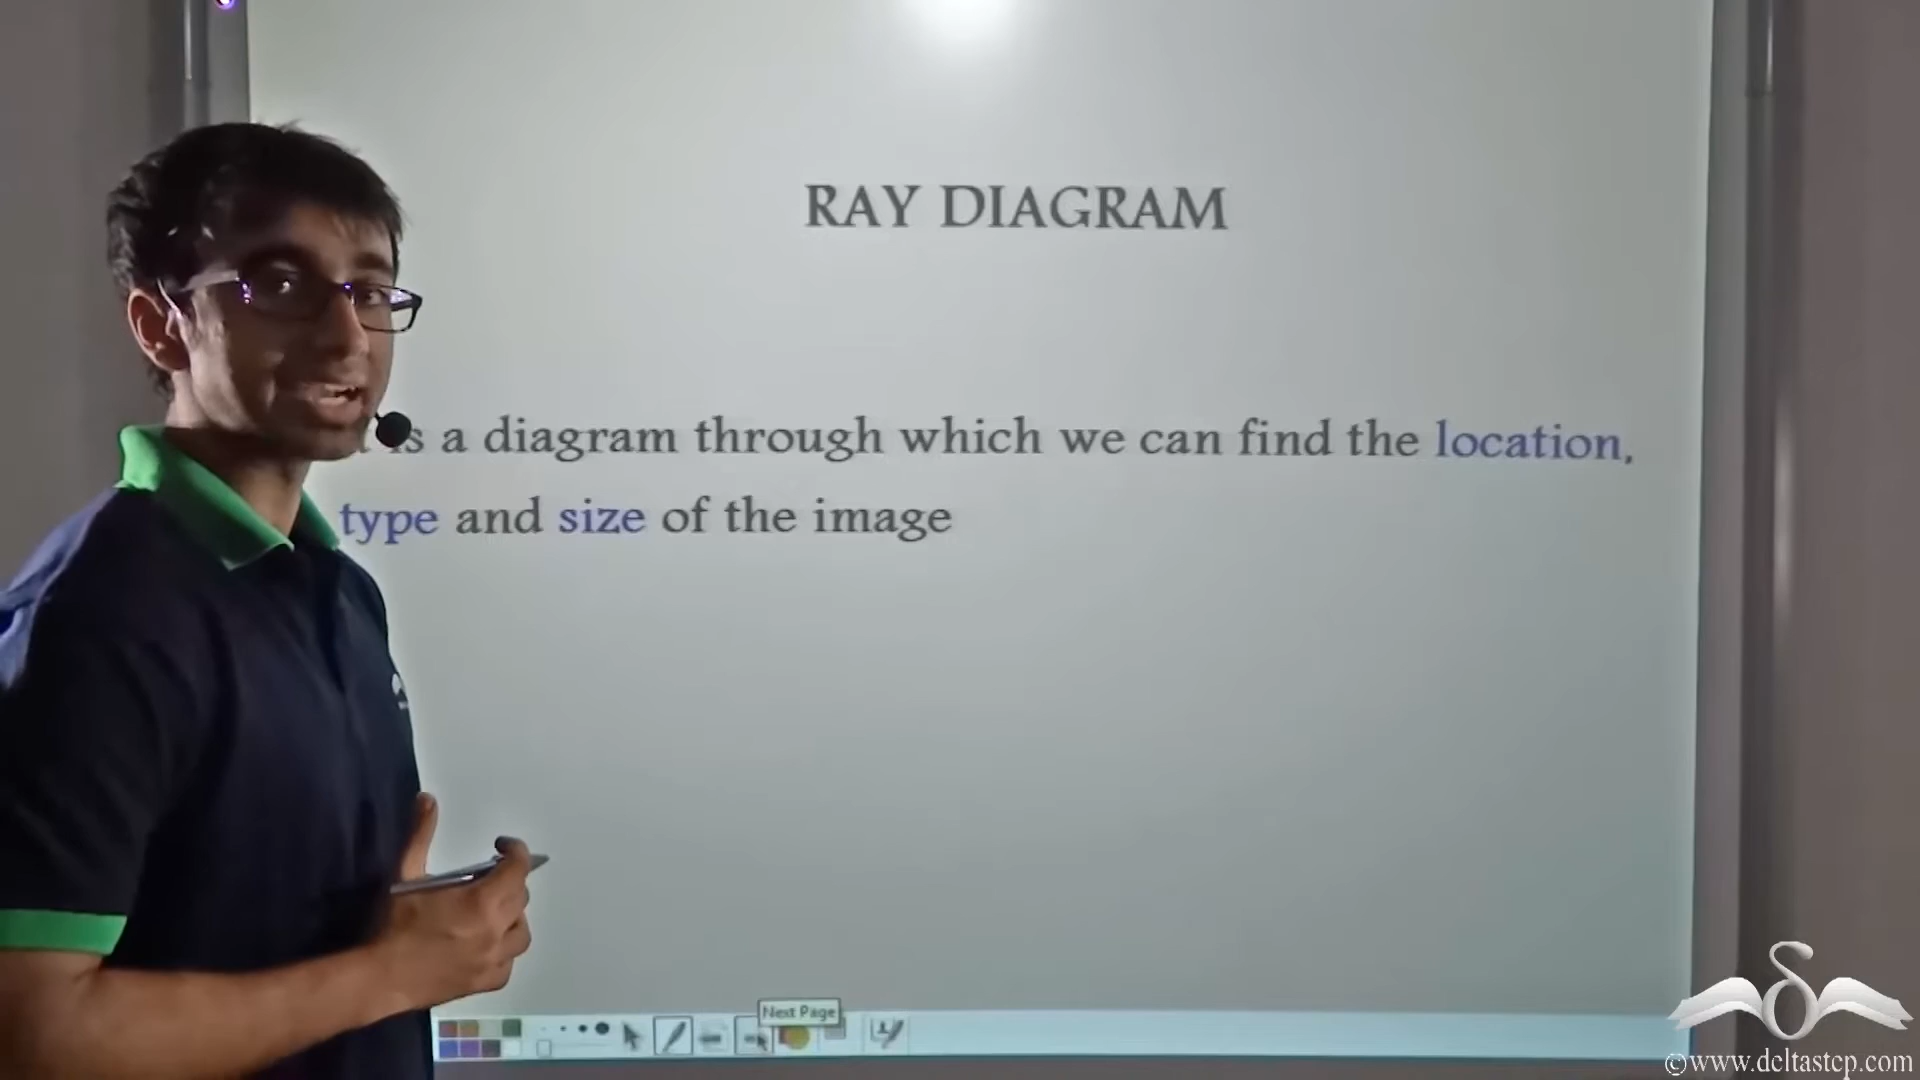 RAY DIAGRAM
is a diagram through which we can find the location,
type and size of the image
Next Page
©www.deltastep.com